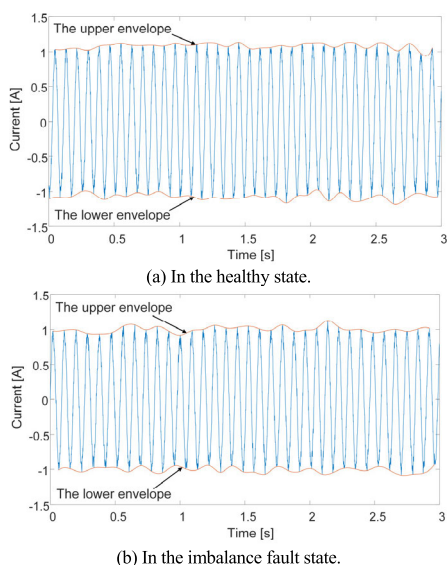 1.5
The upper envelope
1
0.5
Current [A]
0
-0.5
-1
The lower envelope
-1.5
0 0.5 1 1.5 2 2.5 3
Time [s]
(a) In the healthy state.
1.5
The upper envelope
1
0.5
Current [A]
0
-0.5
-1
The lower envelope
-1.5
0 0.5 1 1.5 2 2.5 3
Time [s]
(b) In the imbalance fault state.